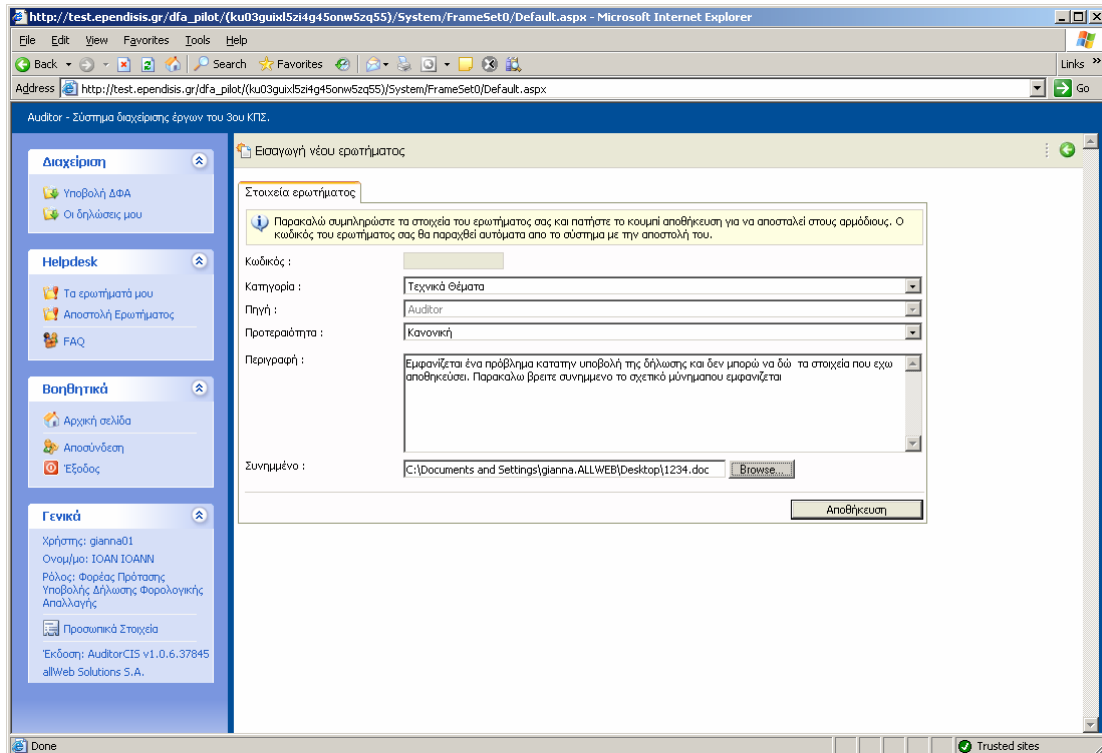 http://test.ependisis.gr/dfa_pilot/(ku03guixl5zi4g45onw5zq55)/System/FrameSet0/Default.aspx - Microsoft Internet Explorer
File Edit View Favorites Tools Help
Back Search Favorites Links »
Address http://test.ependisis.gr/dfa_pilot/(ku03guixl5zi4g45onw5zq55)/System/FrameSet0/Default.aspx Go
Auditor - Σύστημα διαχείρισης έργων του 3ου ΚΠΣ.
Διαχείριση
Υποβολή ΔΦΑ
Οι δηλώσεις μου
Helpdesk
Τα ερωτήματά μου
Αποστολή Ερωτήματος
FAQ
Βοηθητικά
Αρχική σελίδα
Αποσύνδεση
Έξοδος
Γενικά
Χρήστης: gianna01
Ονομ/μο: IOAN IOANN
Ρόλος: Φορέας Πρότασης
Υποβολής Δήλωσης Φορολογικής
Απαλλαγής
Προσωπικά Στοιχεία
Έκδοση: AuditorCIS v1.0.6.37845
allWeb Solutions S.A.
Εισαγωγή νέου ερωτήματος
Στοιχεία ερωτήματος
Παρακαλώ συμπληρώστε τα στοιχεία του ερωτήματος σας και πατήστε το κουμπί αποθήκευση για να αποσταλεί στους αρμόδιους. Ο
κωδικός του ερωτήματος σας θα παραχθεί αυτόματα απο το σύστημα με την αποστολή του.
Κωδικός :
Κατηγορία : Τεχνικά Θέματα
Πηγή : Auditor
Προτεραιότητα : Κανονική
Περιγραφή : Εμφανίζεται ένα πρόβλημα κατατην υποβολή της δήλωσης και δεν μπορώ να δώ τα στοιχεία που εχω
αποθηκεύσει. Παρακαλω βρειτε συνημμενο το σχετικό μύνημαπου εμφανιζεται
Συνημμένο : C:\Documents and Settings\gianna.ALLWEB\Desktop\1234.doc Browse...
Αποθήκευση
Done Trusted sites